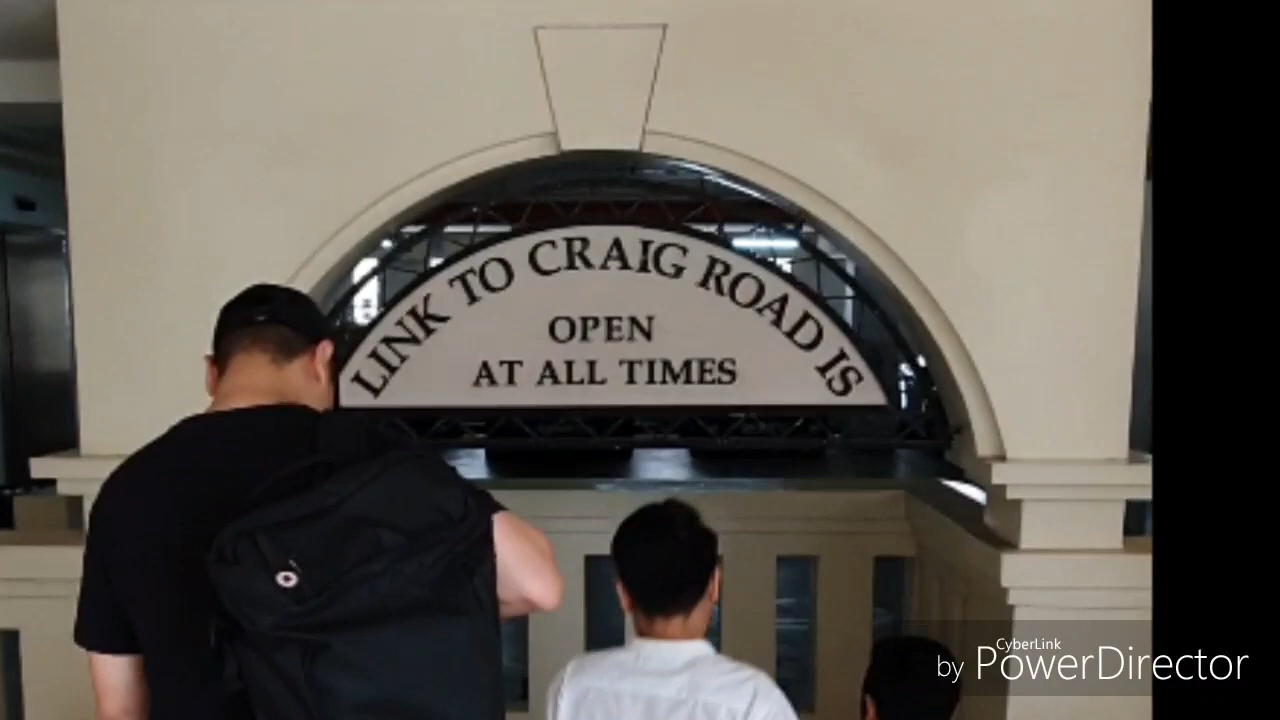 LINK TO CRAIG ROAD IS
OPEN
AT ALL TIMES
CyberLink
by PowerDirector